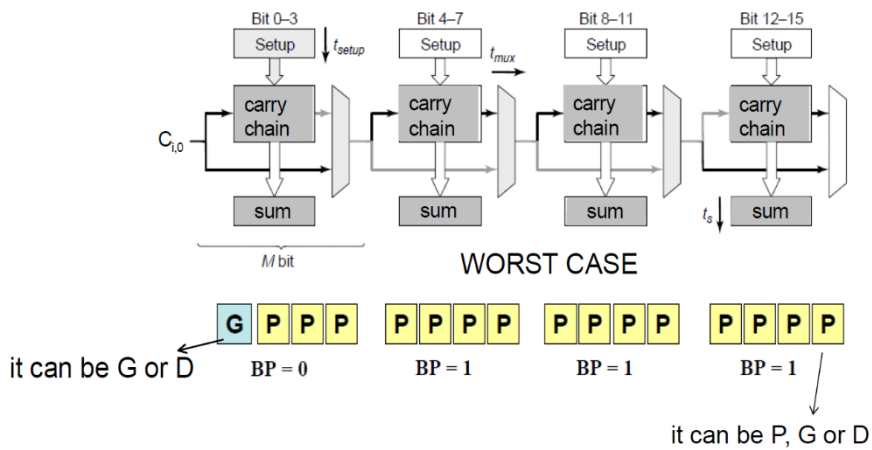 Bit 0–3 Bit 4–7 Bit 8–11 Bit 12–15
Setup Setup Setup Setup
t_setup t_mux
carry chain carry chain carry chain carry chain
C_i,0
sum sum sum t_s sum
M bit
WORST CASE
G P P P P P P P P P P P P P P P
it can be G or D BP = 0 BP = 1 BP = 1 BP = 1
it can be P, G or D